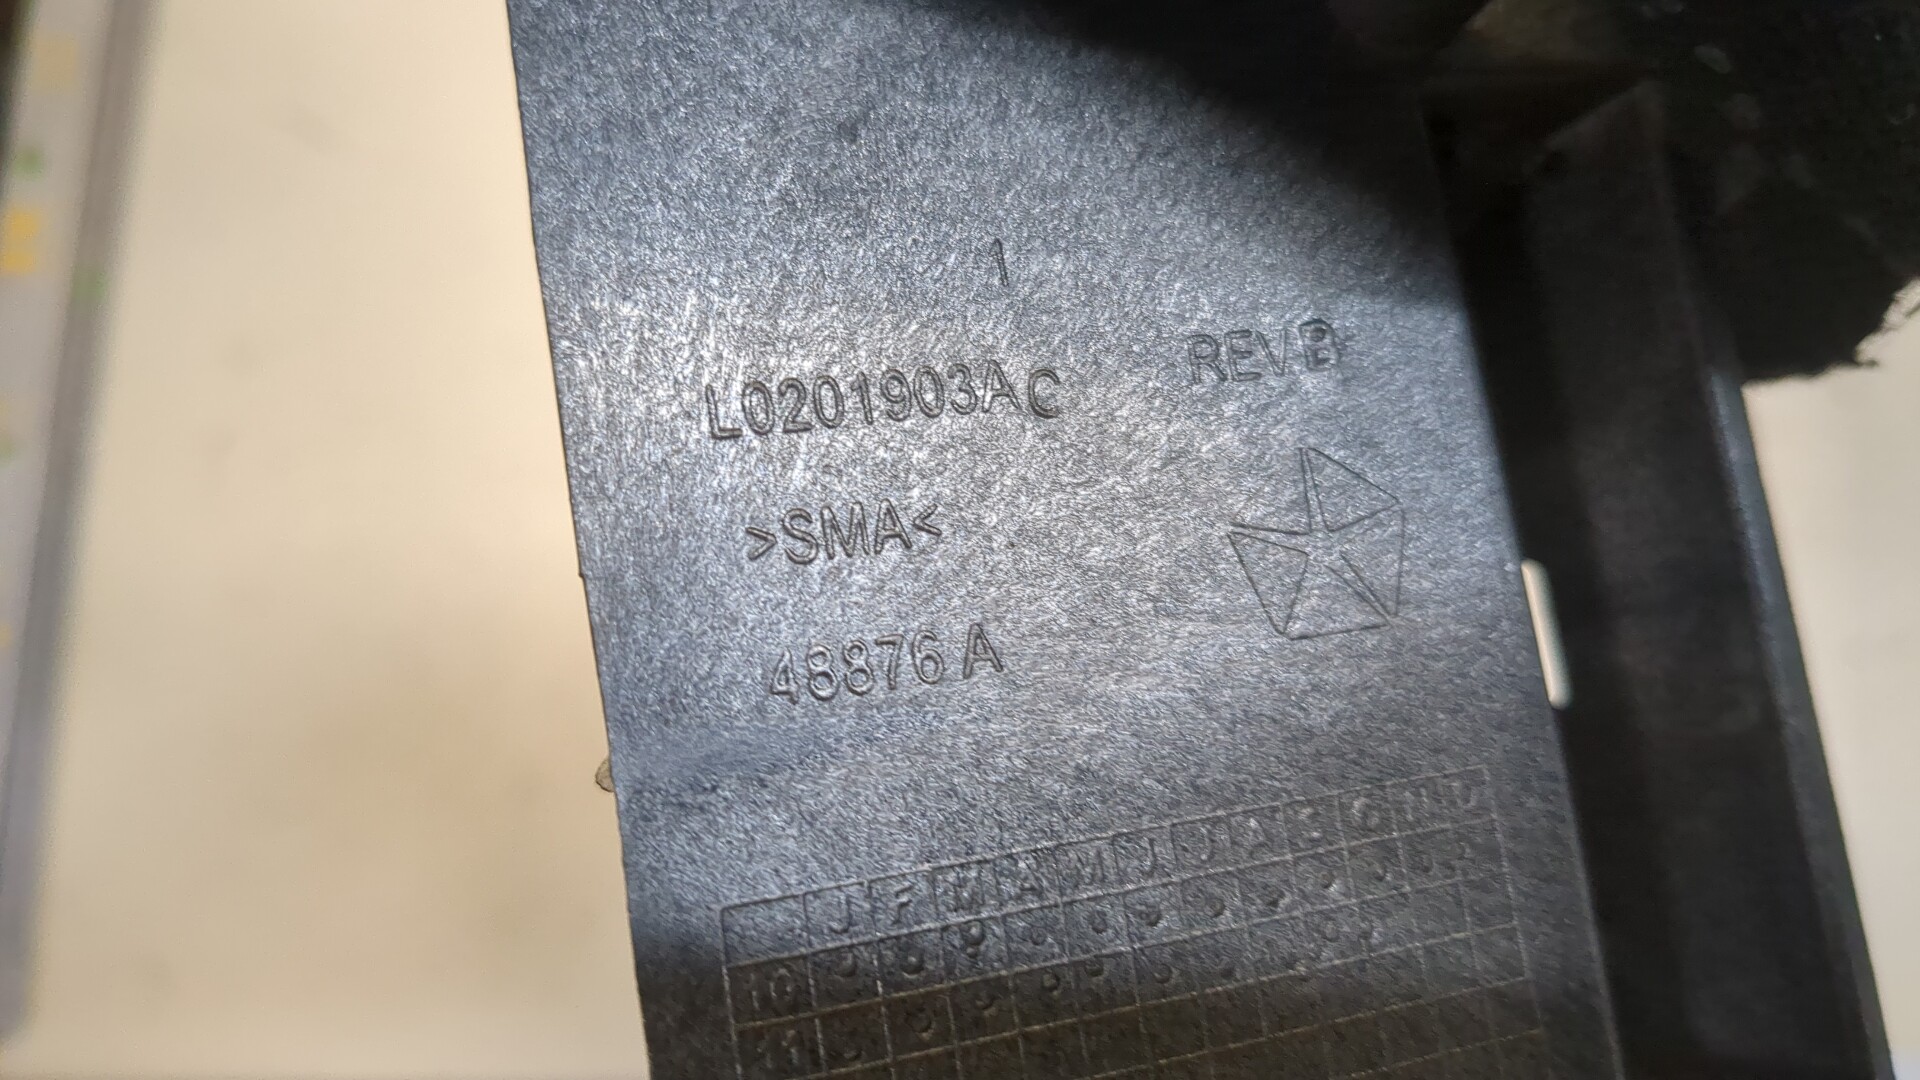 1
REV B
L0201903AC
>SMA<
48876 A
J F M A M J J A S O N D
10
11